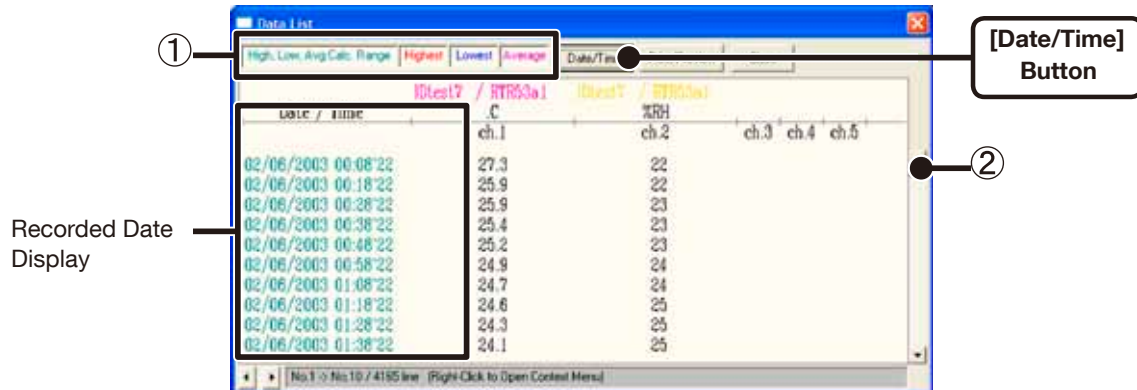 Data List
①
High, Low, Avg Calc. Range Highest Lowest Average Date/Time
[Date/Time]
Button
IDtest7 / RTR53a1 IDtest7 / RTR53a1
Date / Time .C %RH
ch.1 ch.2 ch.3 ch.4 ch.5
②
02/06/2003 00:08'22 27.3 22
02/06/2003 00:18'22 25.9 22
02/06/2003 00:28'22 25.9 23
02/06/2003 00:38'22 25.4 23
02/06/2003 00:48'22 25.2 23
02/06/2003 00:58'22 24.9 24
02/06/2003 01:08'22 24.7 24
02/06/2003 01:18'22 24.6 25
02/06/2003 01:28'22 24.3 25
02/06/2003 01:38'22 24.1 25
Recorded Date
Display
No.1 -> No.10 / 4165 line (Right-Click to Open Context Menu)